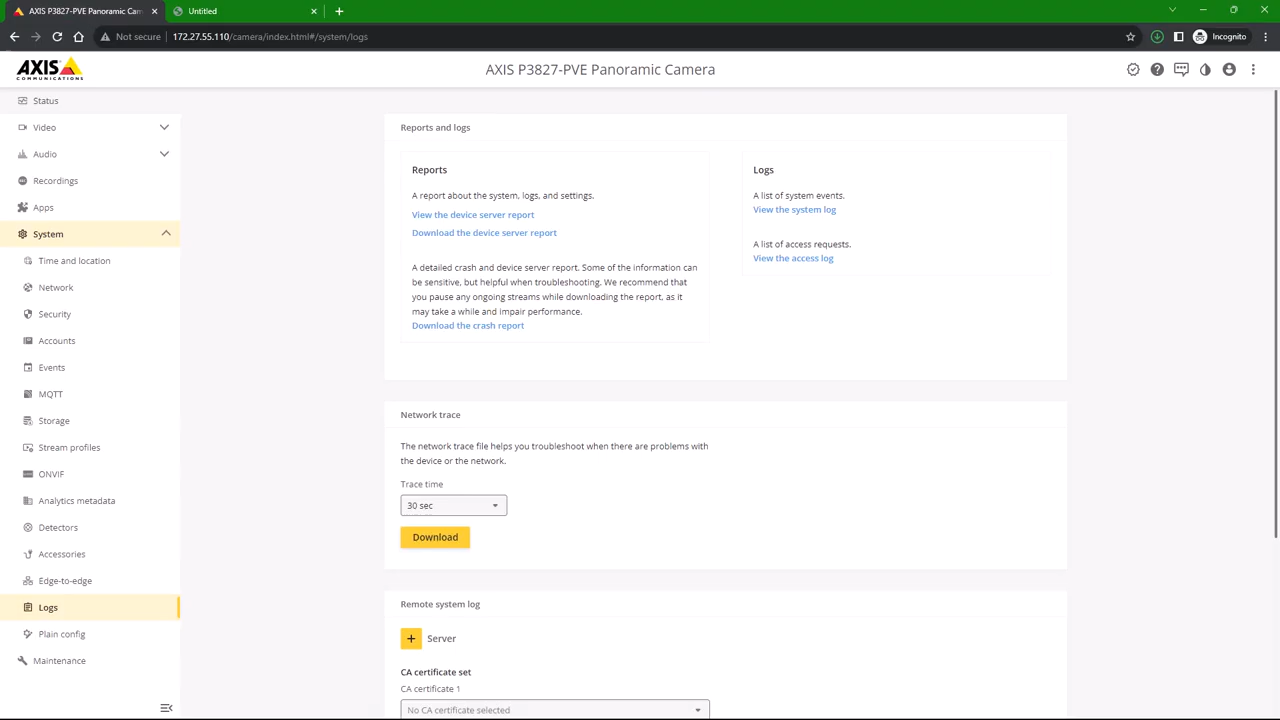 AXIS P3827-PVE Panoramic Cam
Untitled
Not secure
172.27.55.110/camera/index.html#/system/logs
Incognito
AXIS
COMMUNICATIONS
AXIS P3827-PVE Panoramic Camera
Status
Video
Audio
Recordings
Apps
System
Time and location
Network
Security
Accounts
Events
MQTT
Storage
Stream profiles
ONVIF
Analytics metadata
Detectors
Accessories
Edge-to-edge
Logs
Plain config
Maintenance
Reports and logs
Reports
A report about the system, logs, and settings.
View the device server report
Download the device server report
A detailed crash and device server report. Some of the information can
be sensitive, but helpful when troubleshooting. We recommend that
you pause any ongoing streams while downloading the report, as it
may take a while and impair performance.
Download the crash report
Logs
A list of system events.
View the system log
A list of access requests.
View the access log
Network trace
The network trace file helps you troubleshoot when there are problems with
the device or the network.
Trace time
30 sec
Download
Remote system log
+ Server
CA certificate set
CA certificate 1
No CA certificate selected